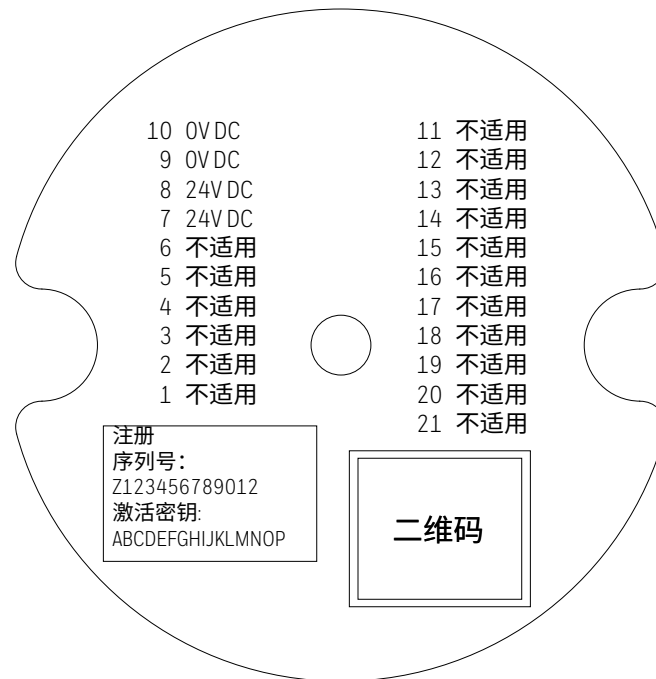 10 0V DC
9 0V DC
8 24V DC
7 24V DC
6 不适用
5 不适用
4 不适用
3 不适用
2 不适用
1 不适用
11 不适用
12 不适用
13 不适用
14 不适用
15 不适用
16 不适用
17 不适用
18 不适用
19 不适用
20 不适用
21 不适用
注册
序列号：
Z123456789012
激活密钥:
ABCDEFGHIJKLMNOP
二维码